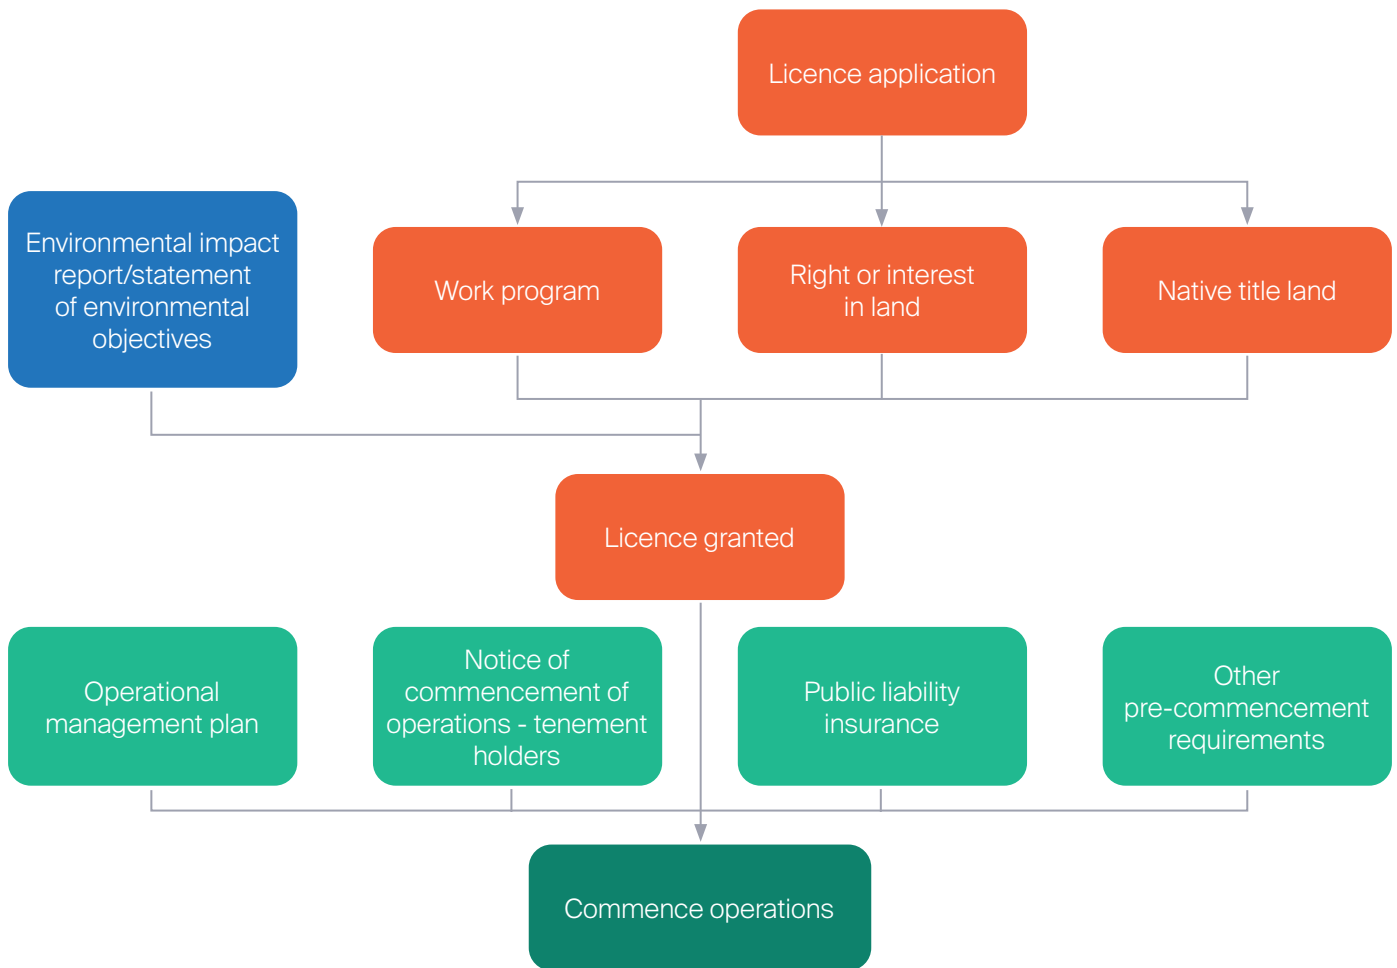 Licence application
Environmental impact
report/statement
of environmental
objectives
Work program
Right or interest
in land
Native title land
Licence granted
Operational
management plan
Notice of
commencement of
operations - tenement
holders
Public liability
insurance
Other
pre-commencement
requirements
Commence operations